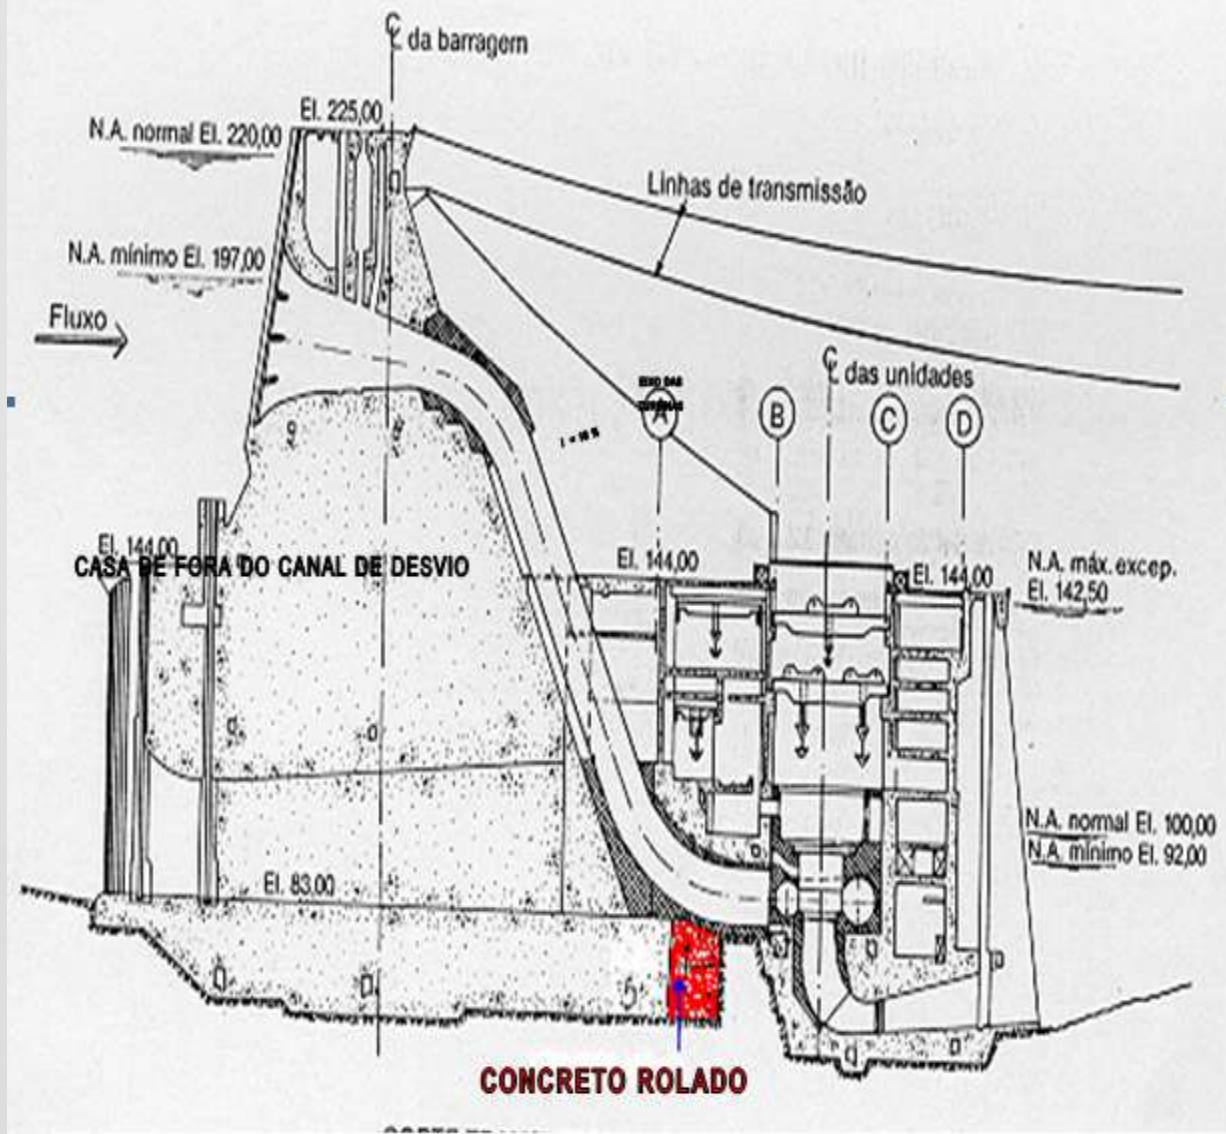 ℄ da barragem
El. 225,00
N.A. normal El. 220,00
Linhas de transmissão
N.A. mínimo El. 197,00
Fluxo
℄ das unidades
EIXO DAS
A
B
C
D
El. 144,00
CASA DE FORA DO CANAL DE DESVIO
El. 144,00
El. 144,00
N.A. máx. excep.
El. 142,50
N.A. normal El. 100,00
N.A. mínimo El. 92,00
El. 83,00
CONCRETO ROLADO